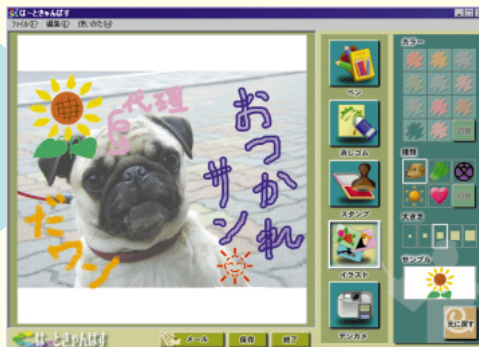 はーときゃんばす
ファイル(F) 編集(E) 使いかた(H)
代理
おつかれ
サン
だワン
ペン
消しゴム
スタンプ
イラスト
デジカメ
カラー
切替
種類
切替
大きさ
サンプル
元に戻す
はーときゃんばす
メール
保存
終了